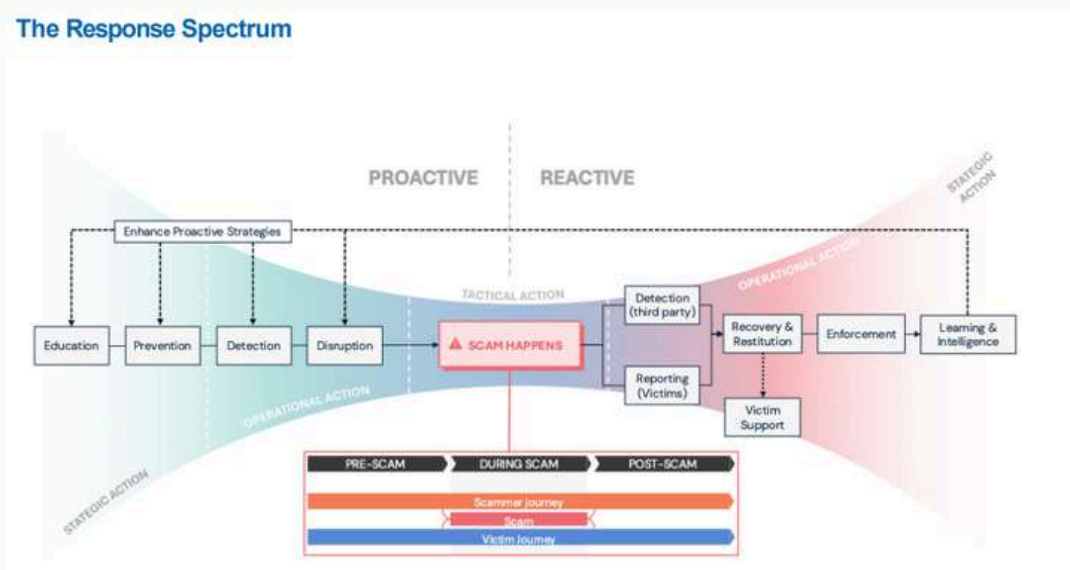 The Response Spectrum
PROACTIVE
REACTIVE
STATEGIC
ACTION
Enhance Proactive Strategies
OPERATIONAL ACTION
TACTICAL ACTION
Education
Prevention
Detection
Disruption
SCAM HAPPENS
Detection
(third party)
Reporting
(Victims)
Recovery &
Restitution
Enforcement
Learning &
Intelligence
Victim
Support
OPERATIONAL ACTION
STATEGIC ACTION
PRE-SCAM
DURING SCAM
POST-SCAM
Scammer journey
Scam
Victim Journey